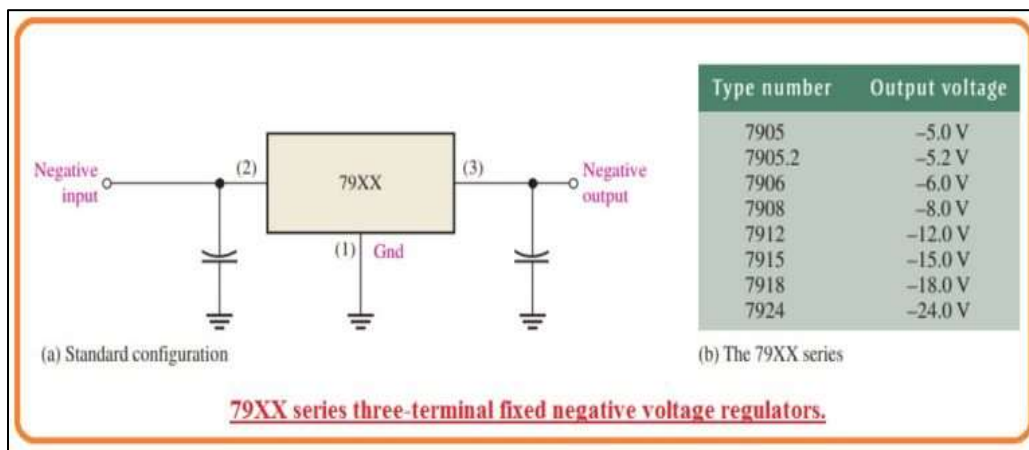 Negative
input
(2)
79XX
(3)
Negative
output
(1) Gnd
(a) Standard configuration
Type number Output voltage
7905 –5.0 V
7905.2 –5.2 V
7906 –6.0 V
7908 –8.0 V
7912 –12.0 V
7915 –15.0 V
7918 –18.0 V
7924 –24.0 V
(b) The 79XX series
79XX series three-terminal fixed negative voltage regulators.